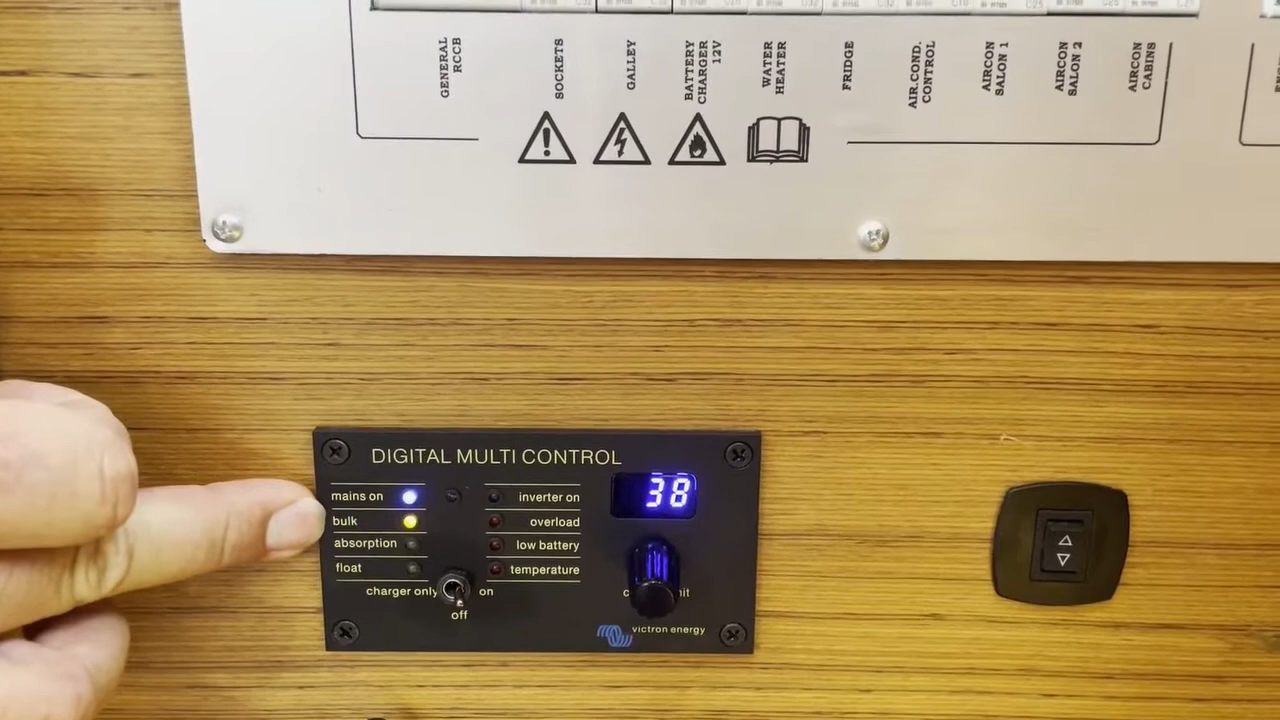 GENERAL
RCCB
SOCKETS
GALLEY
BATTERY
CHARGER
12V
WATER
HEATER
FRIDGE
AIR.COND.
CONTROL
AIRCON
SALON 1
AIRCON
SALON 2
AIRCON
CABINS
DIGITAL MULTI CONTROL
38
mains on
inverter on
bulk
overload
absorption
low battery
float
temperature
charger only
on
off
victron energy